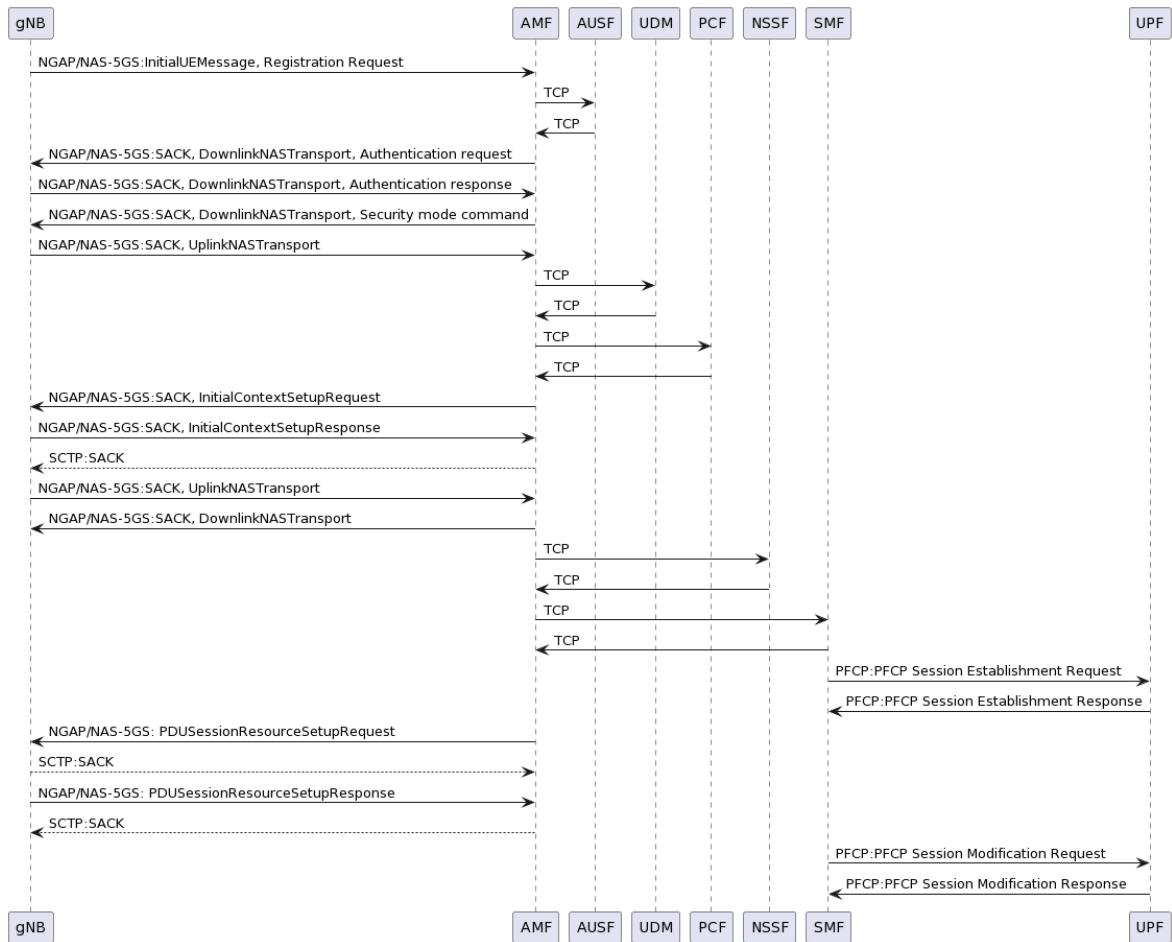 gNB AMF AUSF UDM PCF NSSF SMF UPF
NGAP/NAS-5GS:InitialUEMessage, Registration Request
TCP
TCP
NGAP/NAS-5GS:SACK, DownlinkNASTransport, Authentication request
NGAP/NAS-5GS:SACK, DownlinkNASTransport, Authentication response
NGAP/NAS-5GS:SACK, DownlinkNASTransport, Security mode command
NGAP/NAS-5GS:SACK, UplinkNASTransport
TCP
TCP
TCP
TCP
NGAP/NAS-5GS:SACK, InitialContextSetupRequest
NGAP/NAS-5GS:SACK, InitialContextSetupResponse
SCTP:SACK
NGAP/NAS-5GS:SACK, UplinkNASTransport
NGAP/NAS-5GS:SACK, DownlinkNASTransport
TCP
TCP
TCP
TCP
PFCP:PFCP Session Establishment Request
PFCP:PFCP Session Establishment Response
NGAP/NAS-5GS: PDUSessionResourceSetupRequest
SCTP:SACK
NGAP/NAS-5GS: PDUSessionResourceSetupResponse
SCTP:SACK
PFCP:PFCP Session Modification Request
PFCP:PFCP Session Modification Response
gNB AMF AUSF UDM PCF NSSF SMF UPF